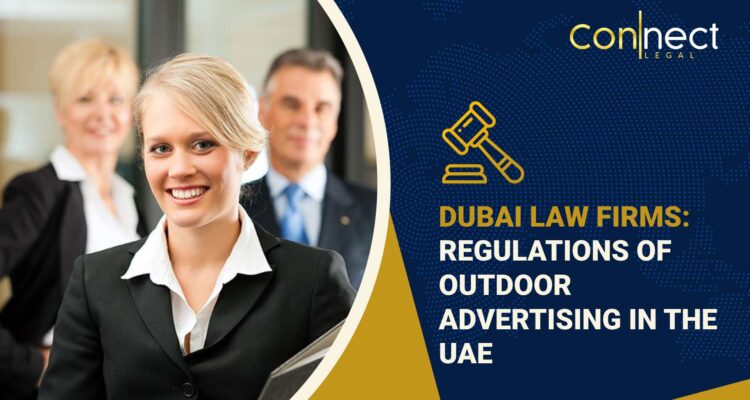 Connect
LEGAL
DUBAI LAW FIRMS:
REGULATIONS OF
OUTDOOR
ADVERTISING IN THE
UAE